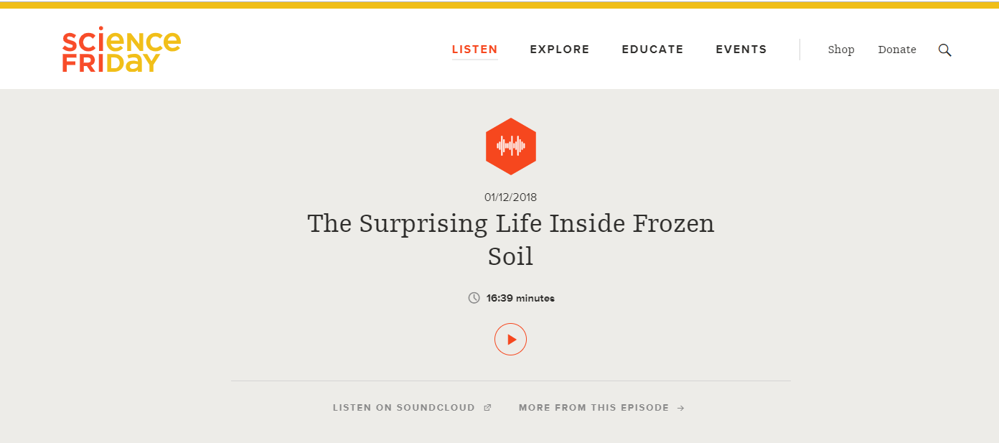 SCIENCE
FRIDAY
LISTEN EXPLORE EDUCATE EVENTS Shop Donate
01/12/2018
The Surprising Life Inside Frozen
Soil
16:39 minutes
LISTEN ON SOUNDCLOUD MORE FROM THIS EPISODE →